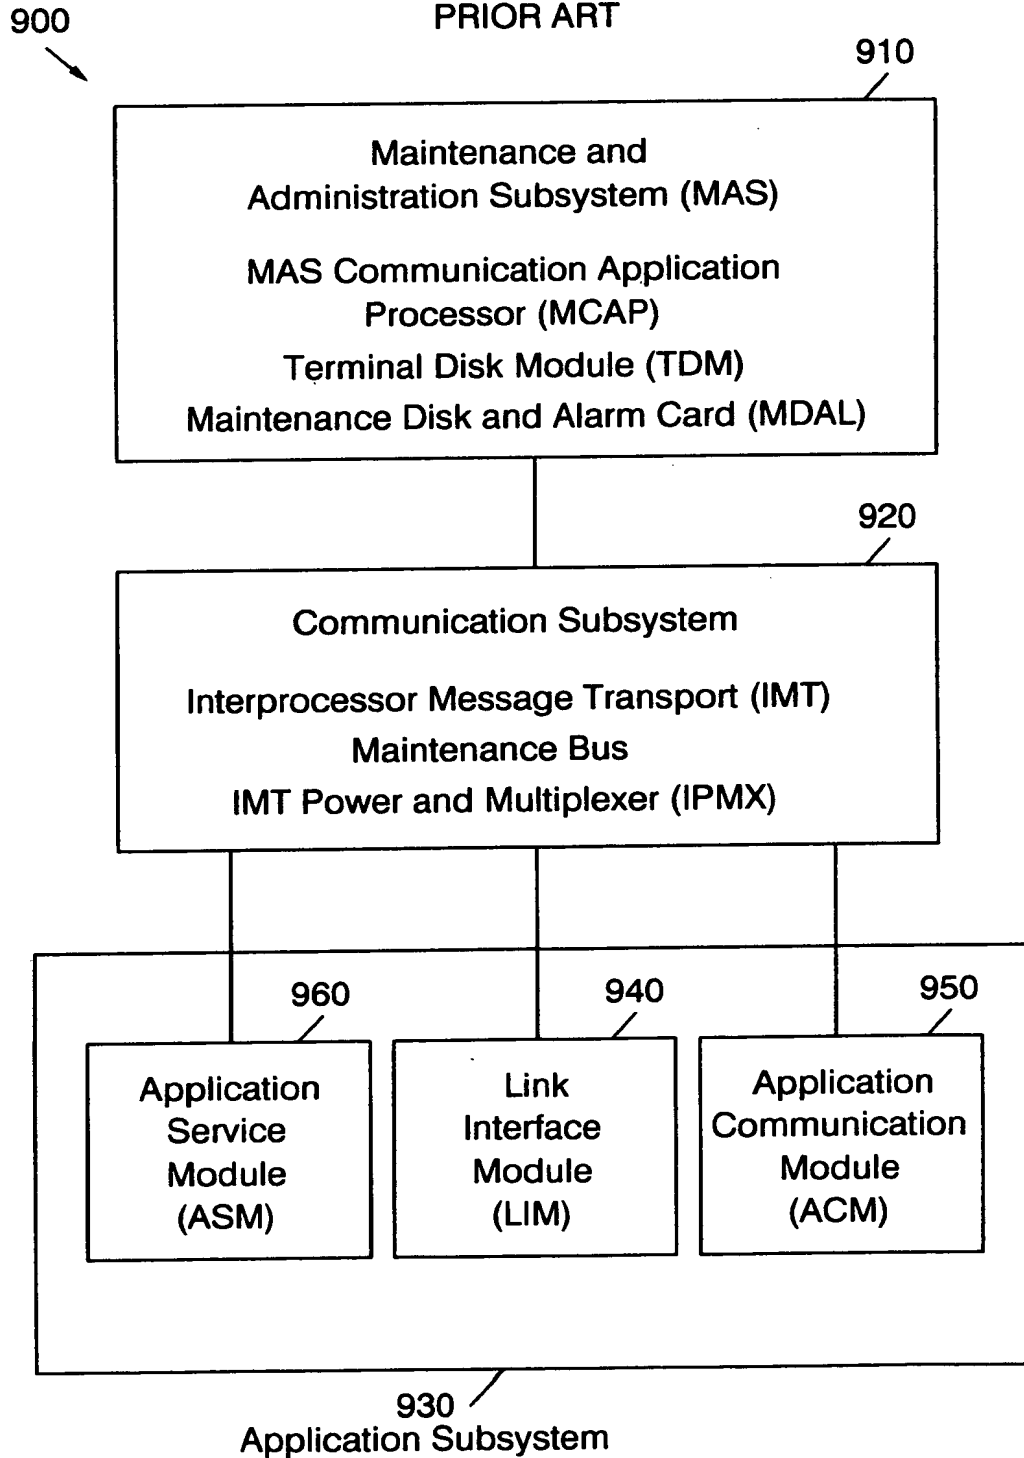 PRIOR ART
900
910
Maintenance and
Administration Subsystem (MAS)
MAS Communication Application
Processor (MCAP)
Terminal Disk Module (TDM)
Maintenance Disk and Alarm Card (MDAL)
920
Communication Subsystem
Interprocessor Message Transport (IMT)
Maintenance Bus
IMT Power and Multiplexer (IPMX)
960
Application
Service
Module
(ASM)
940
Link
Interface
Module
(LIM)
950
Application
Communication
Module
(ACM)
930
Application Subsystem